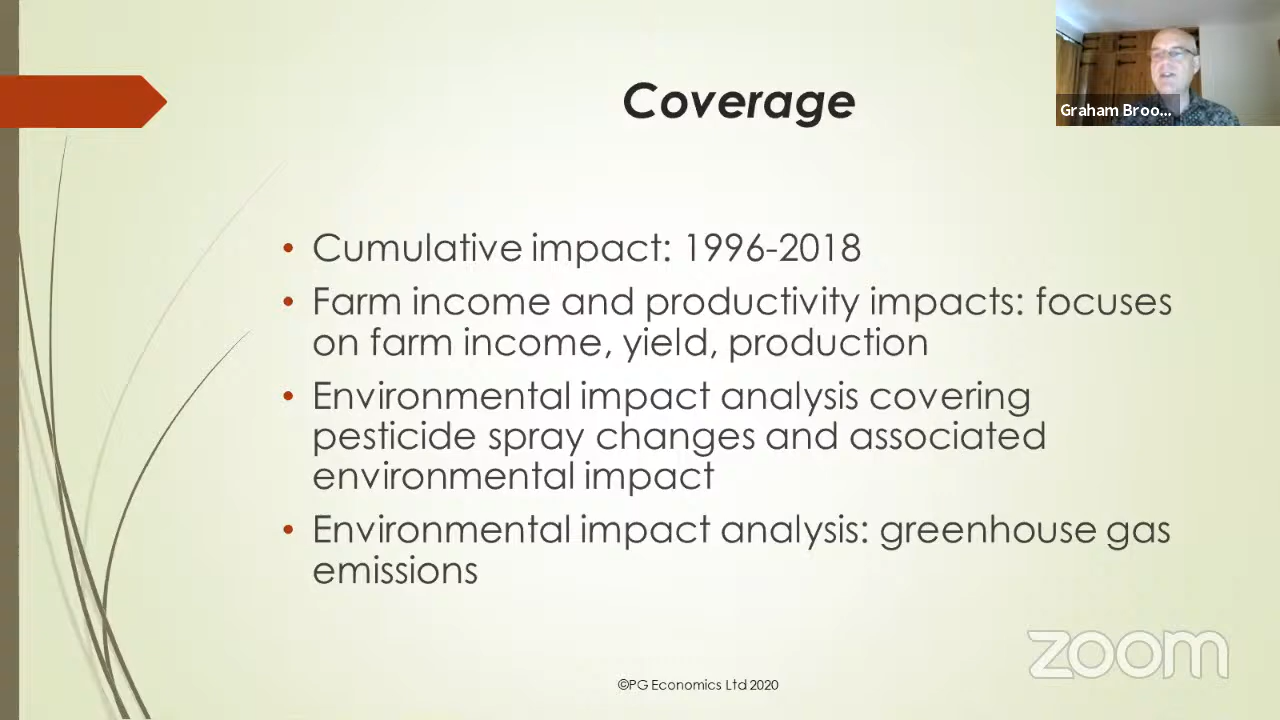 Coverage
Graham Broo...
• Cumulative impact: 1996-2018
• Farm income and productivity impacts: focuses
on farm income, yield, production
• Environmental impact analysis covering
pesticide spray changes and associated
environmental impact
• Environmental impact analysis: greenhouse gas
emissions
zoom
©PG Economics Ltd 2020